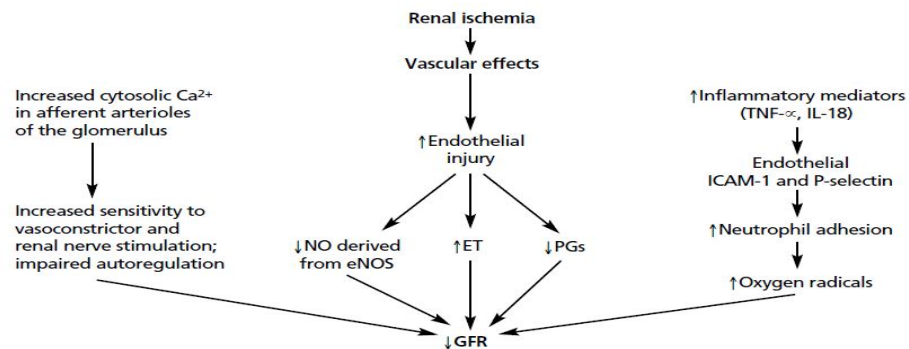 Renal ischemia
Vascular effects
Increased cytosolic Ca²⁺
in afferent arterioles
of the glomerulus
Increased sensitivity to
vasoconstrictor and
renal nerve stimulation;
impaired autoregulation
↑Endothelial
injury
↓NO derived
from eNOS
↑ET
↓PGs
↑Inflammatory mediators
(TNF-∝, IL-18)
Endothelial
ICAM-1 and P-selectin
↑Neutrophil adhesion
↑Oxygen radicals
↓GFR